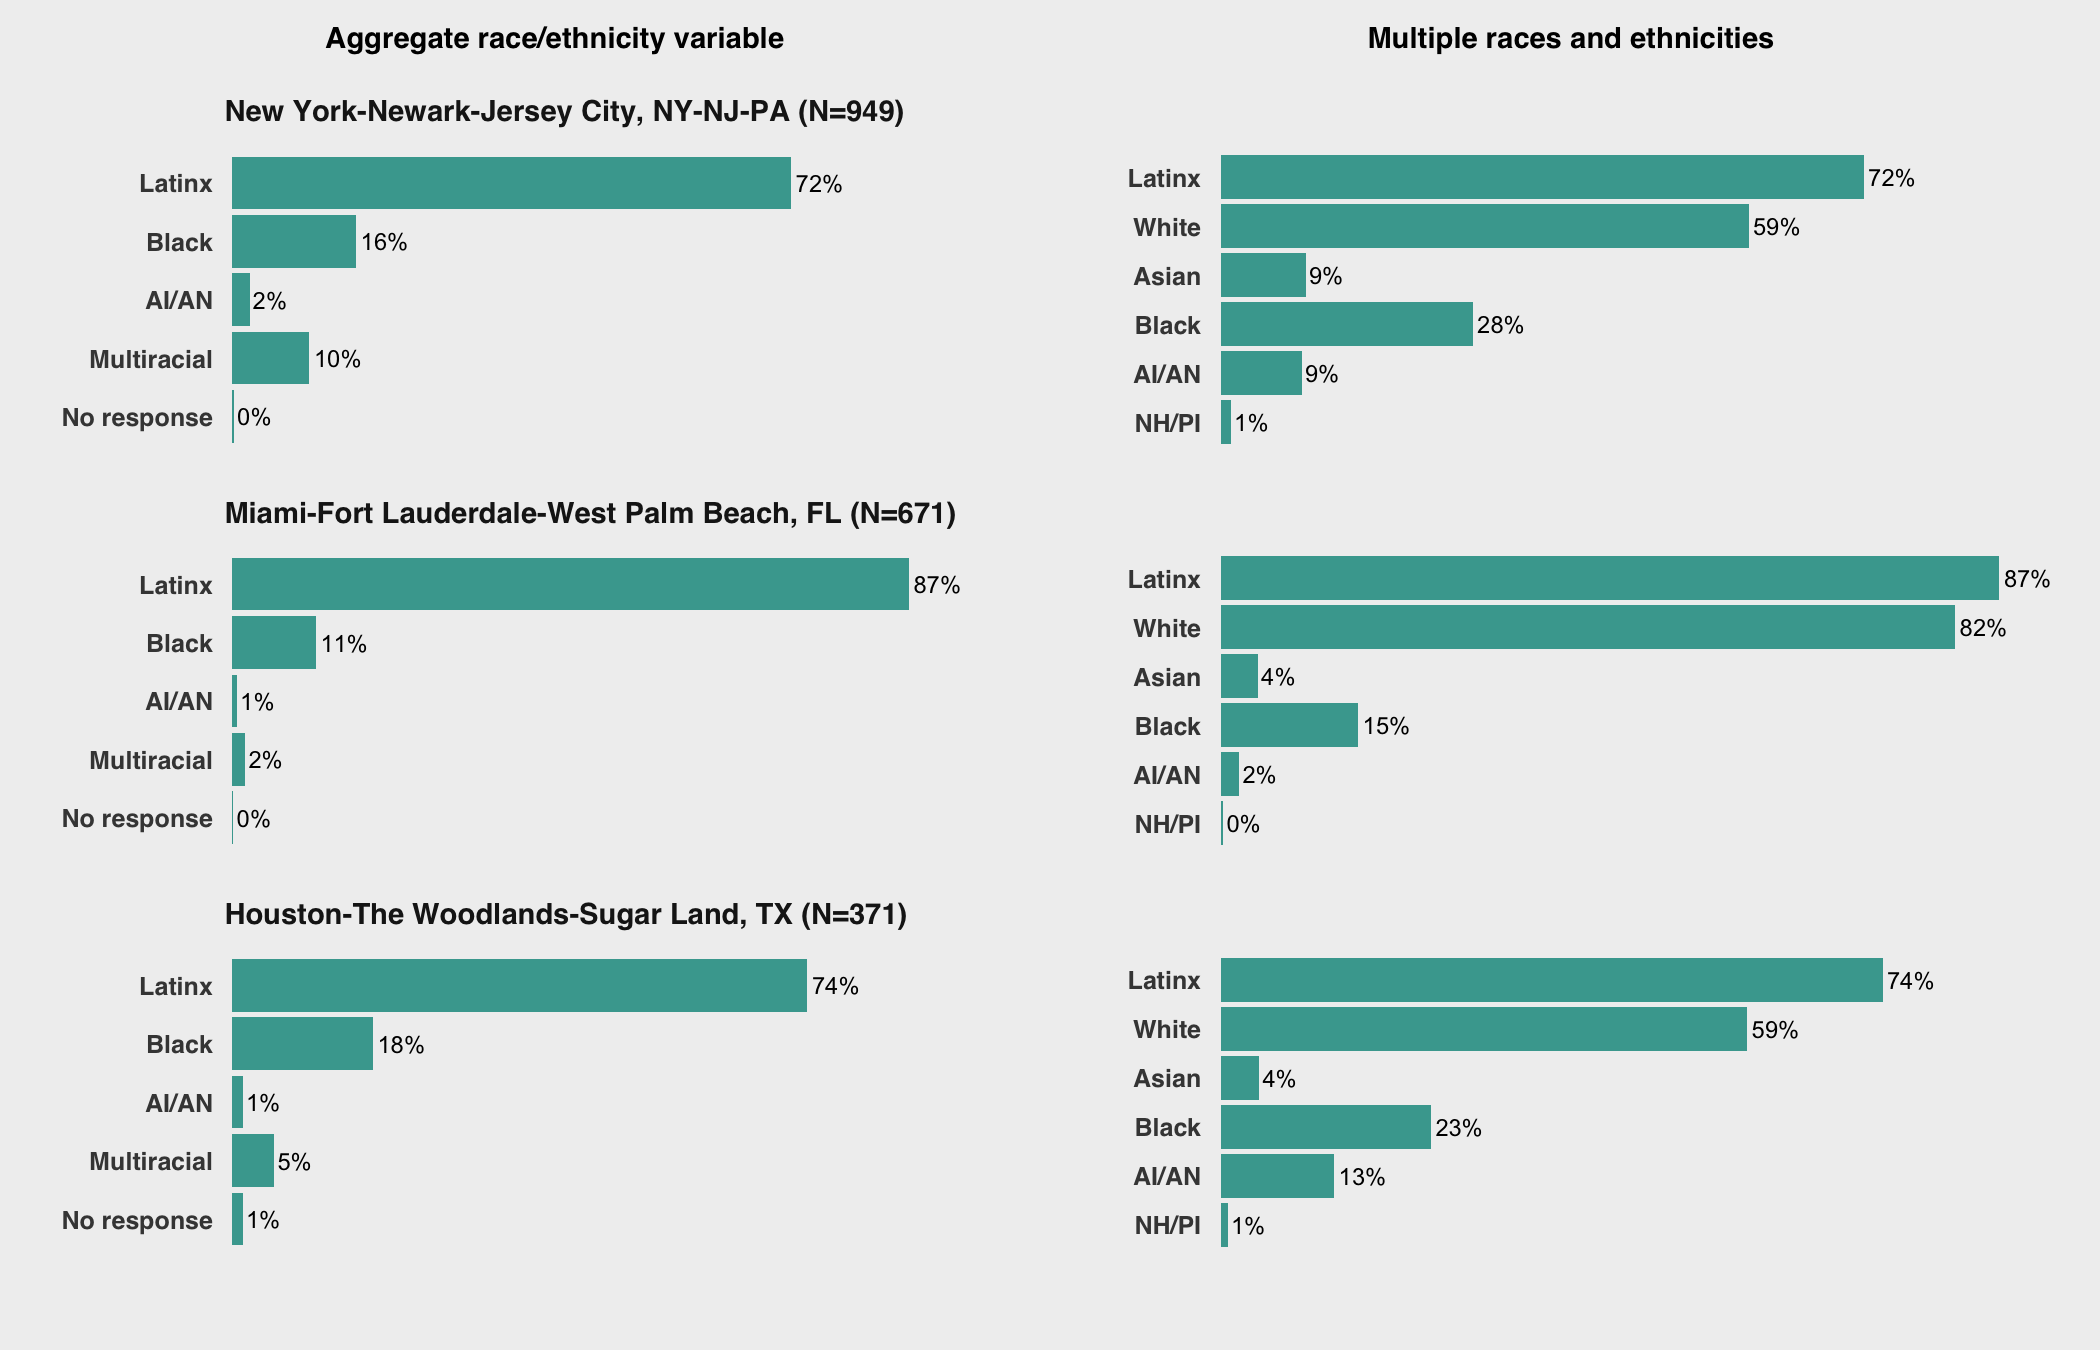 Aggregate race/ethnicity variable
Multiple races and ethnicities
New York-Newark-Jersey City, NY-NJ-PA (N=949)
Latinx 72%
Black 16%
AI/AN 2%
Multiracial 10%
No response 0%
Latinx 72%
White 59%
Asian 9%
Black 28%
AI/AN 9%
NH/PI 1%
Miami-Fort Lauderdale-West Palm Beach, FL (N=671)
Latinx 87%
Black 11%
AI/AN 1%
Multiracial 2%
No response 0%
Latinx 87%
White 82%
Asian 4%
Black 15%
AI/AN 2%
NH/PI 0%
Houston-The Woodlands-Sugar Land, TX (N=371)
Latinx 74%
Black 18%
AI/AN 1%
Multiracial 5%
No response 1%
Latinx 74%
White 59%
Asian 4%
Black 23%
AI/AN 13%
NH/PI 1%